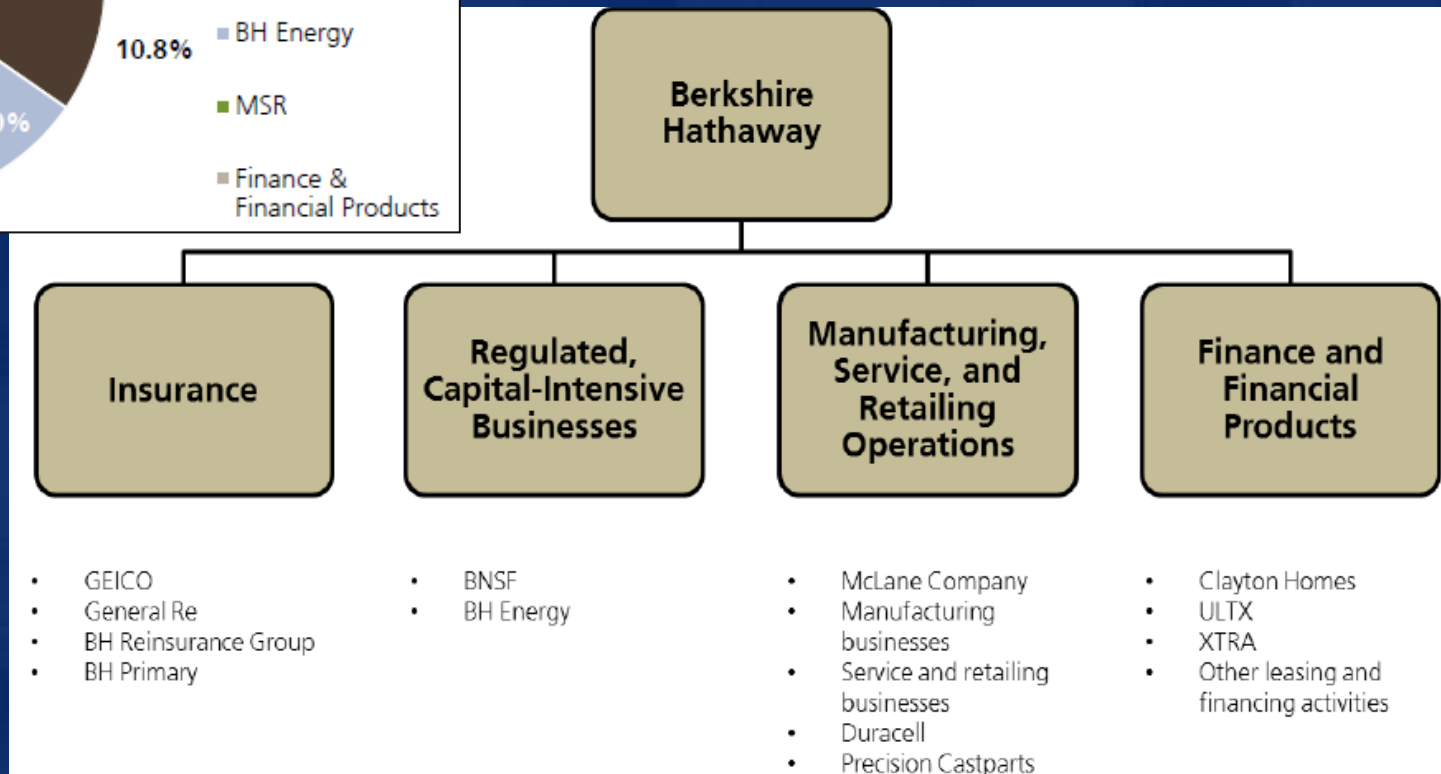 10.8%
BH Energy
MSR
Finance &
Financial Products
Berkshire
Hathaway
Insurance
Regulated,
Capital-Intensive
Businesses
Manufacturing,
Service, and
Retailing
Operations
Finance and
Financial
Products
• GEICO
• General Re
• BH Reinsurance Group
• BH Primary
• BNSF
• BH Energy
• McLane Company
• Manufacturing
businesses
• Service and retailing
businesses
• Duracell
• Precision Castparts
• Clayton Homes
• ULTX
• XTRA
• Other leasing and
financing activities